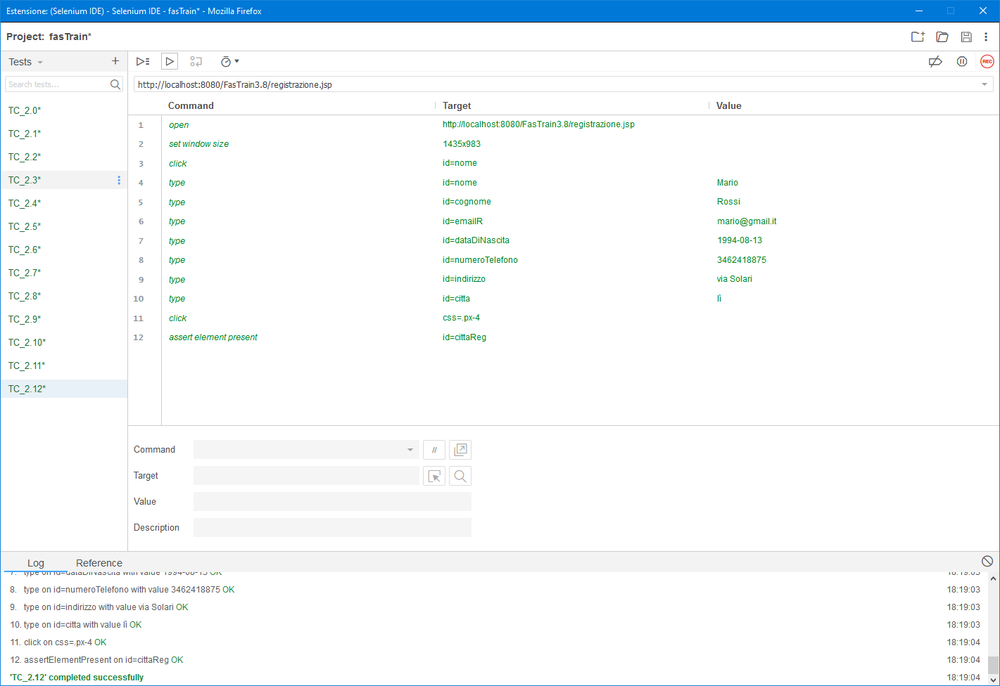 Estensione: (Selenium IDE) - Selenium IDE - fasTrain* - Mozilla Firefox
Project: fasTrain*
Tests
Search tests...
TC_2.0*
TC_2.1*
TC_2.2*
TC_2.3*
TC_2.4*
TC_2.5*
TC_2.6*
TC_2.7*
TC_2.8*
TC_2.9*
TC_2.10*
TC_2.11*
TC_2.12*
REC
http://localhost:8080/FasTrain3.8/registrazione.jsp
Command Target Value
1 open http://localhost:8080/FasTrain3.8/registrazione.jsp
2 set window size 1435x983
3 click id=nome
4 type id=nome Mario
5 type id=cognome Rossi
6 type id=emailR mario@gmail.it
7 type id=dataDiNascita 1994-08-13
8 type id=numeroTelefono 3462418875
9 type id=indirizzo via Solari
10 type id=citta lì
11 click css=.px-4
12 assert element present id=cittaReg
Command //
Target
Value
Description
Log Reference
7. type on id=dataDiNascita with value 1994-08-13 OK 18:19:03
8. type on id=numeroTelefono with value 3462418875 OK 18:19:03
9. type on id=indirizzo with value via Solari OK 18:19:03
10. type on id=citta with value lì OK 18:19:03
11. click on css=.px-4 OK 18:19:04
12. assertElementPresent on id=cittaReg OK 18:19:04
'TC_2.12' completed successfully 18:19:04